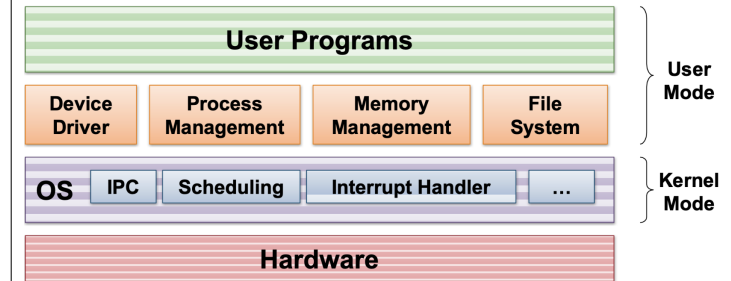 User Programs
User
Mode
Device
Driver
Process
Management
Memory
Management
File
System
OS
IPC
Scheduling
Interrupt Handler
...
Kernel
Mode
Hardware